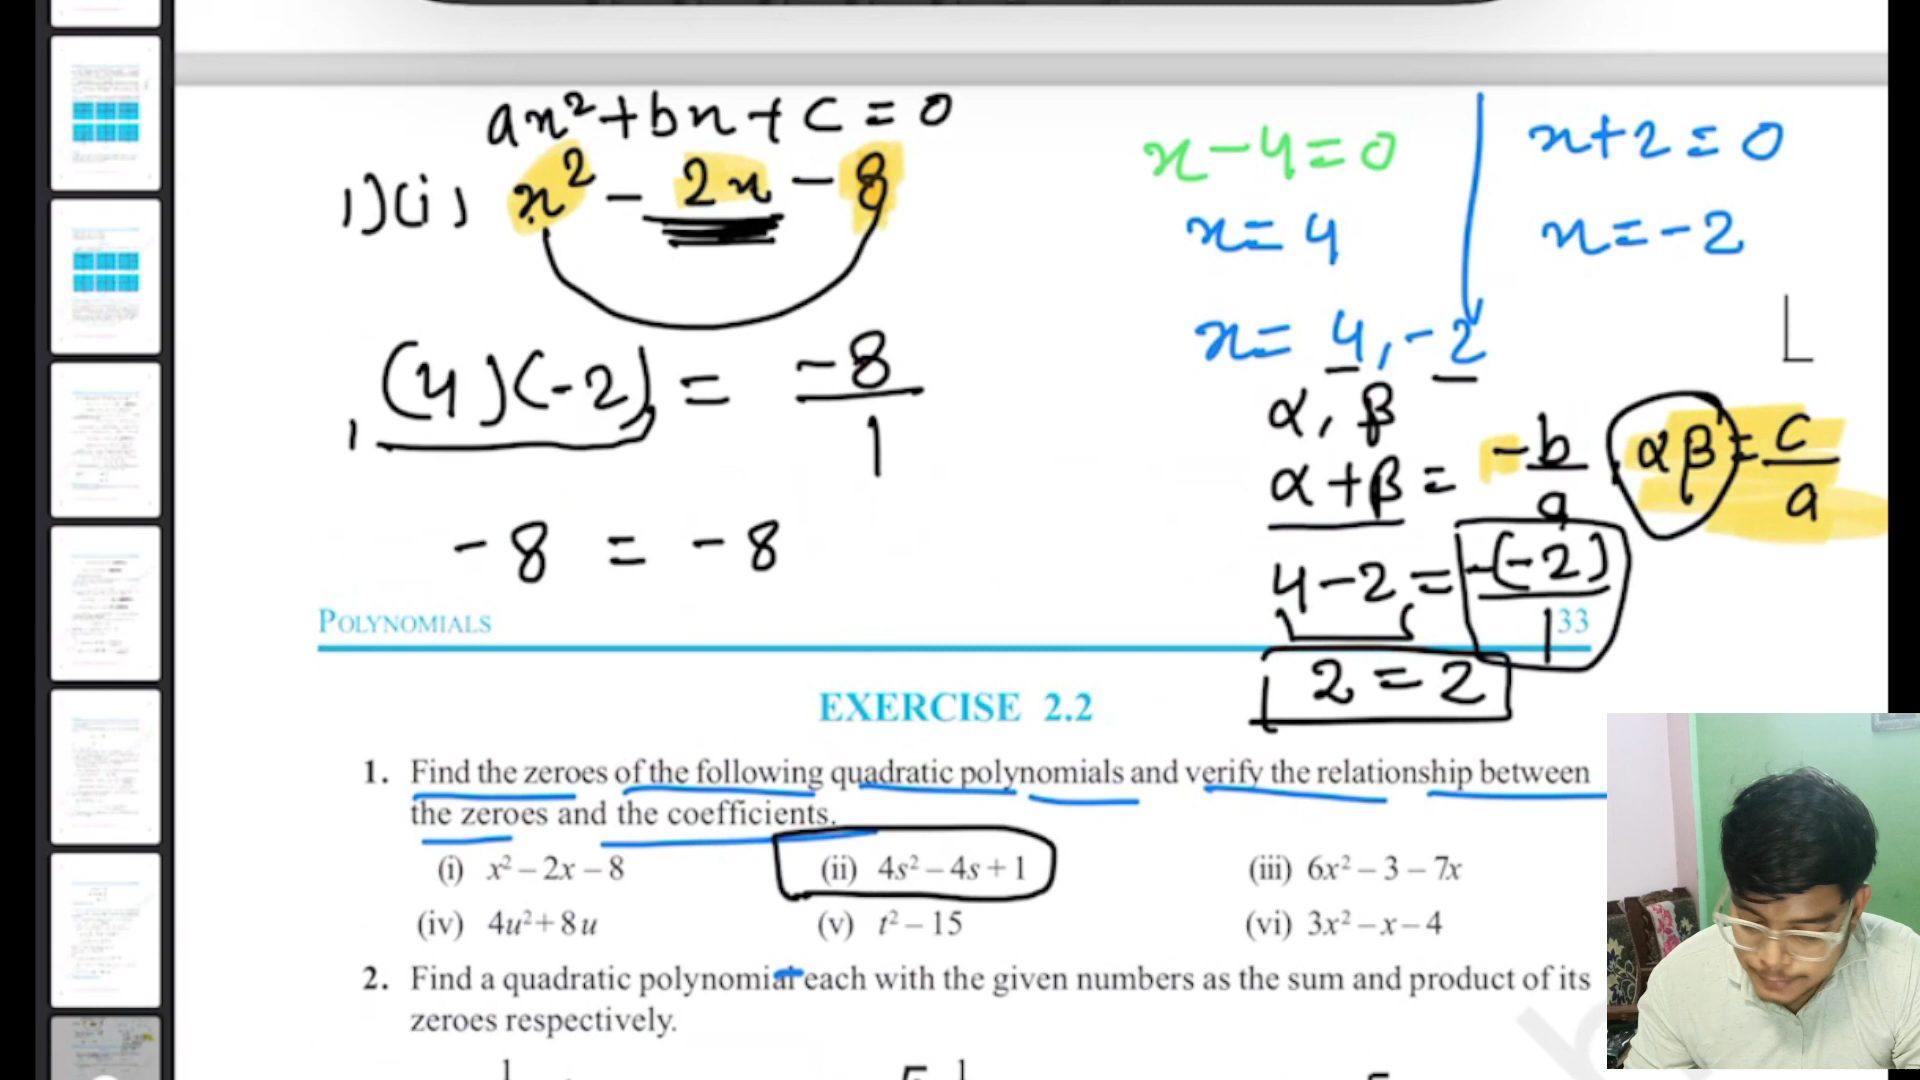 ax²+bx+c=0
1)(i) x² - 2x - 8
(4)(-2) = -8/1
-8 = -8
x-4=0
x=4
x+2=0
x=-2
x=4,-2
α, β
α+β = -b/a , αβ = c/a
4-2 = -(-2)/1
2=2
POLYNOMIALS 33
EXERCISE 2.2
1. Find the zeroes of the following quadratic polynomials and verify the relationship between
the zeroes and the coefficients.
(i) x² – 2x – 8 (ii) 4s² – 4s + 1 (iii) 6x² – 3 – 7x
(iv) 4u² + 8u (v) t² – 15 (vi) 3x² – x – 4
2. Find a quadratic polynomial each with the given numbers as the sum and product of its
zeroes respectively.